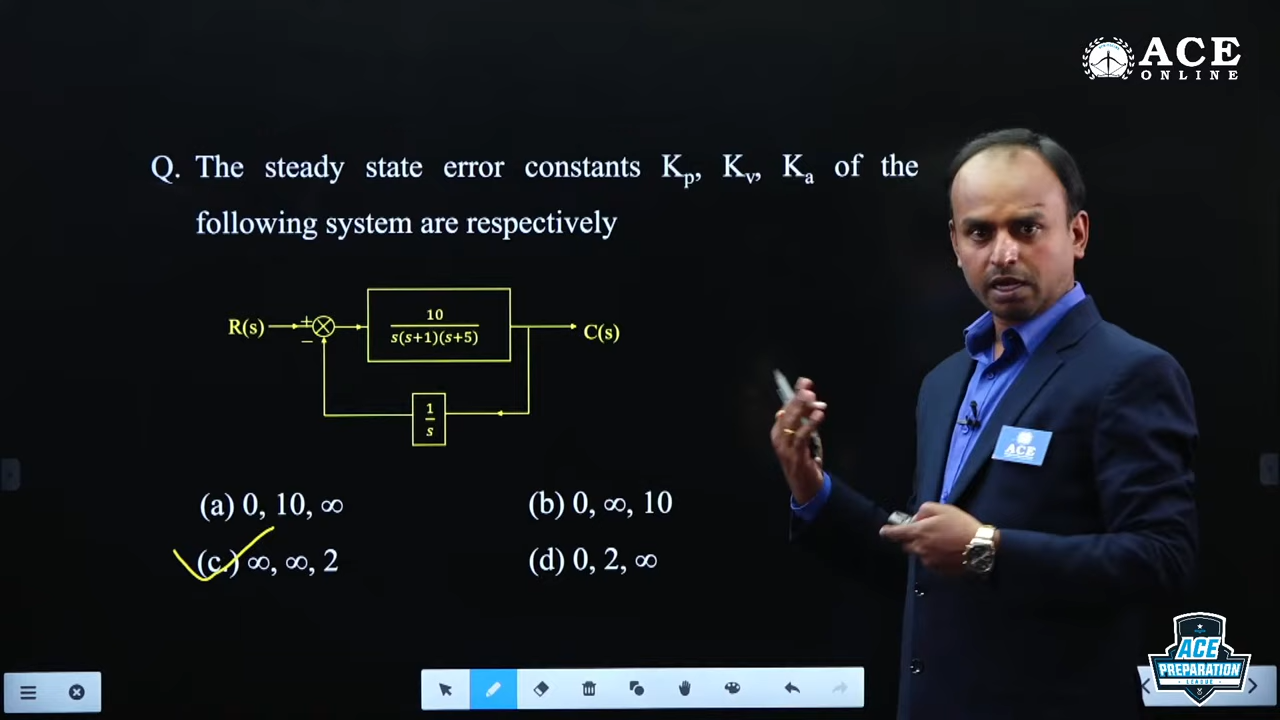 ACE
ONLINE
Q. The steady state error constants Kₚ, Kᵥ, Kₐ of the
following system are respectively
R(s)
+
−
10
s(s+1)(s+5)
C(s)
1
s
(a) 0, 10, ∞
(b) 0, ∞, 10
(c.) ∞, ∞, 2
(d) 0, 2, ∞
ACE
ACE
PREPARATION
LEAGUE